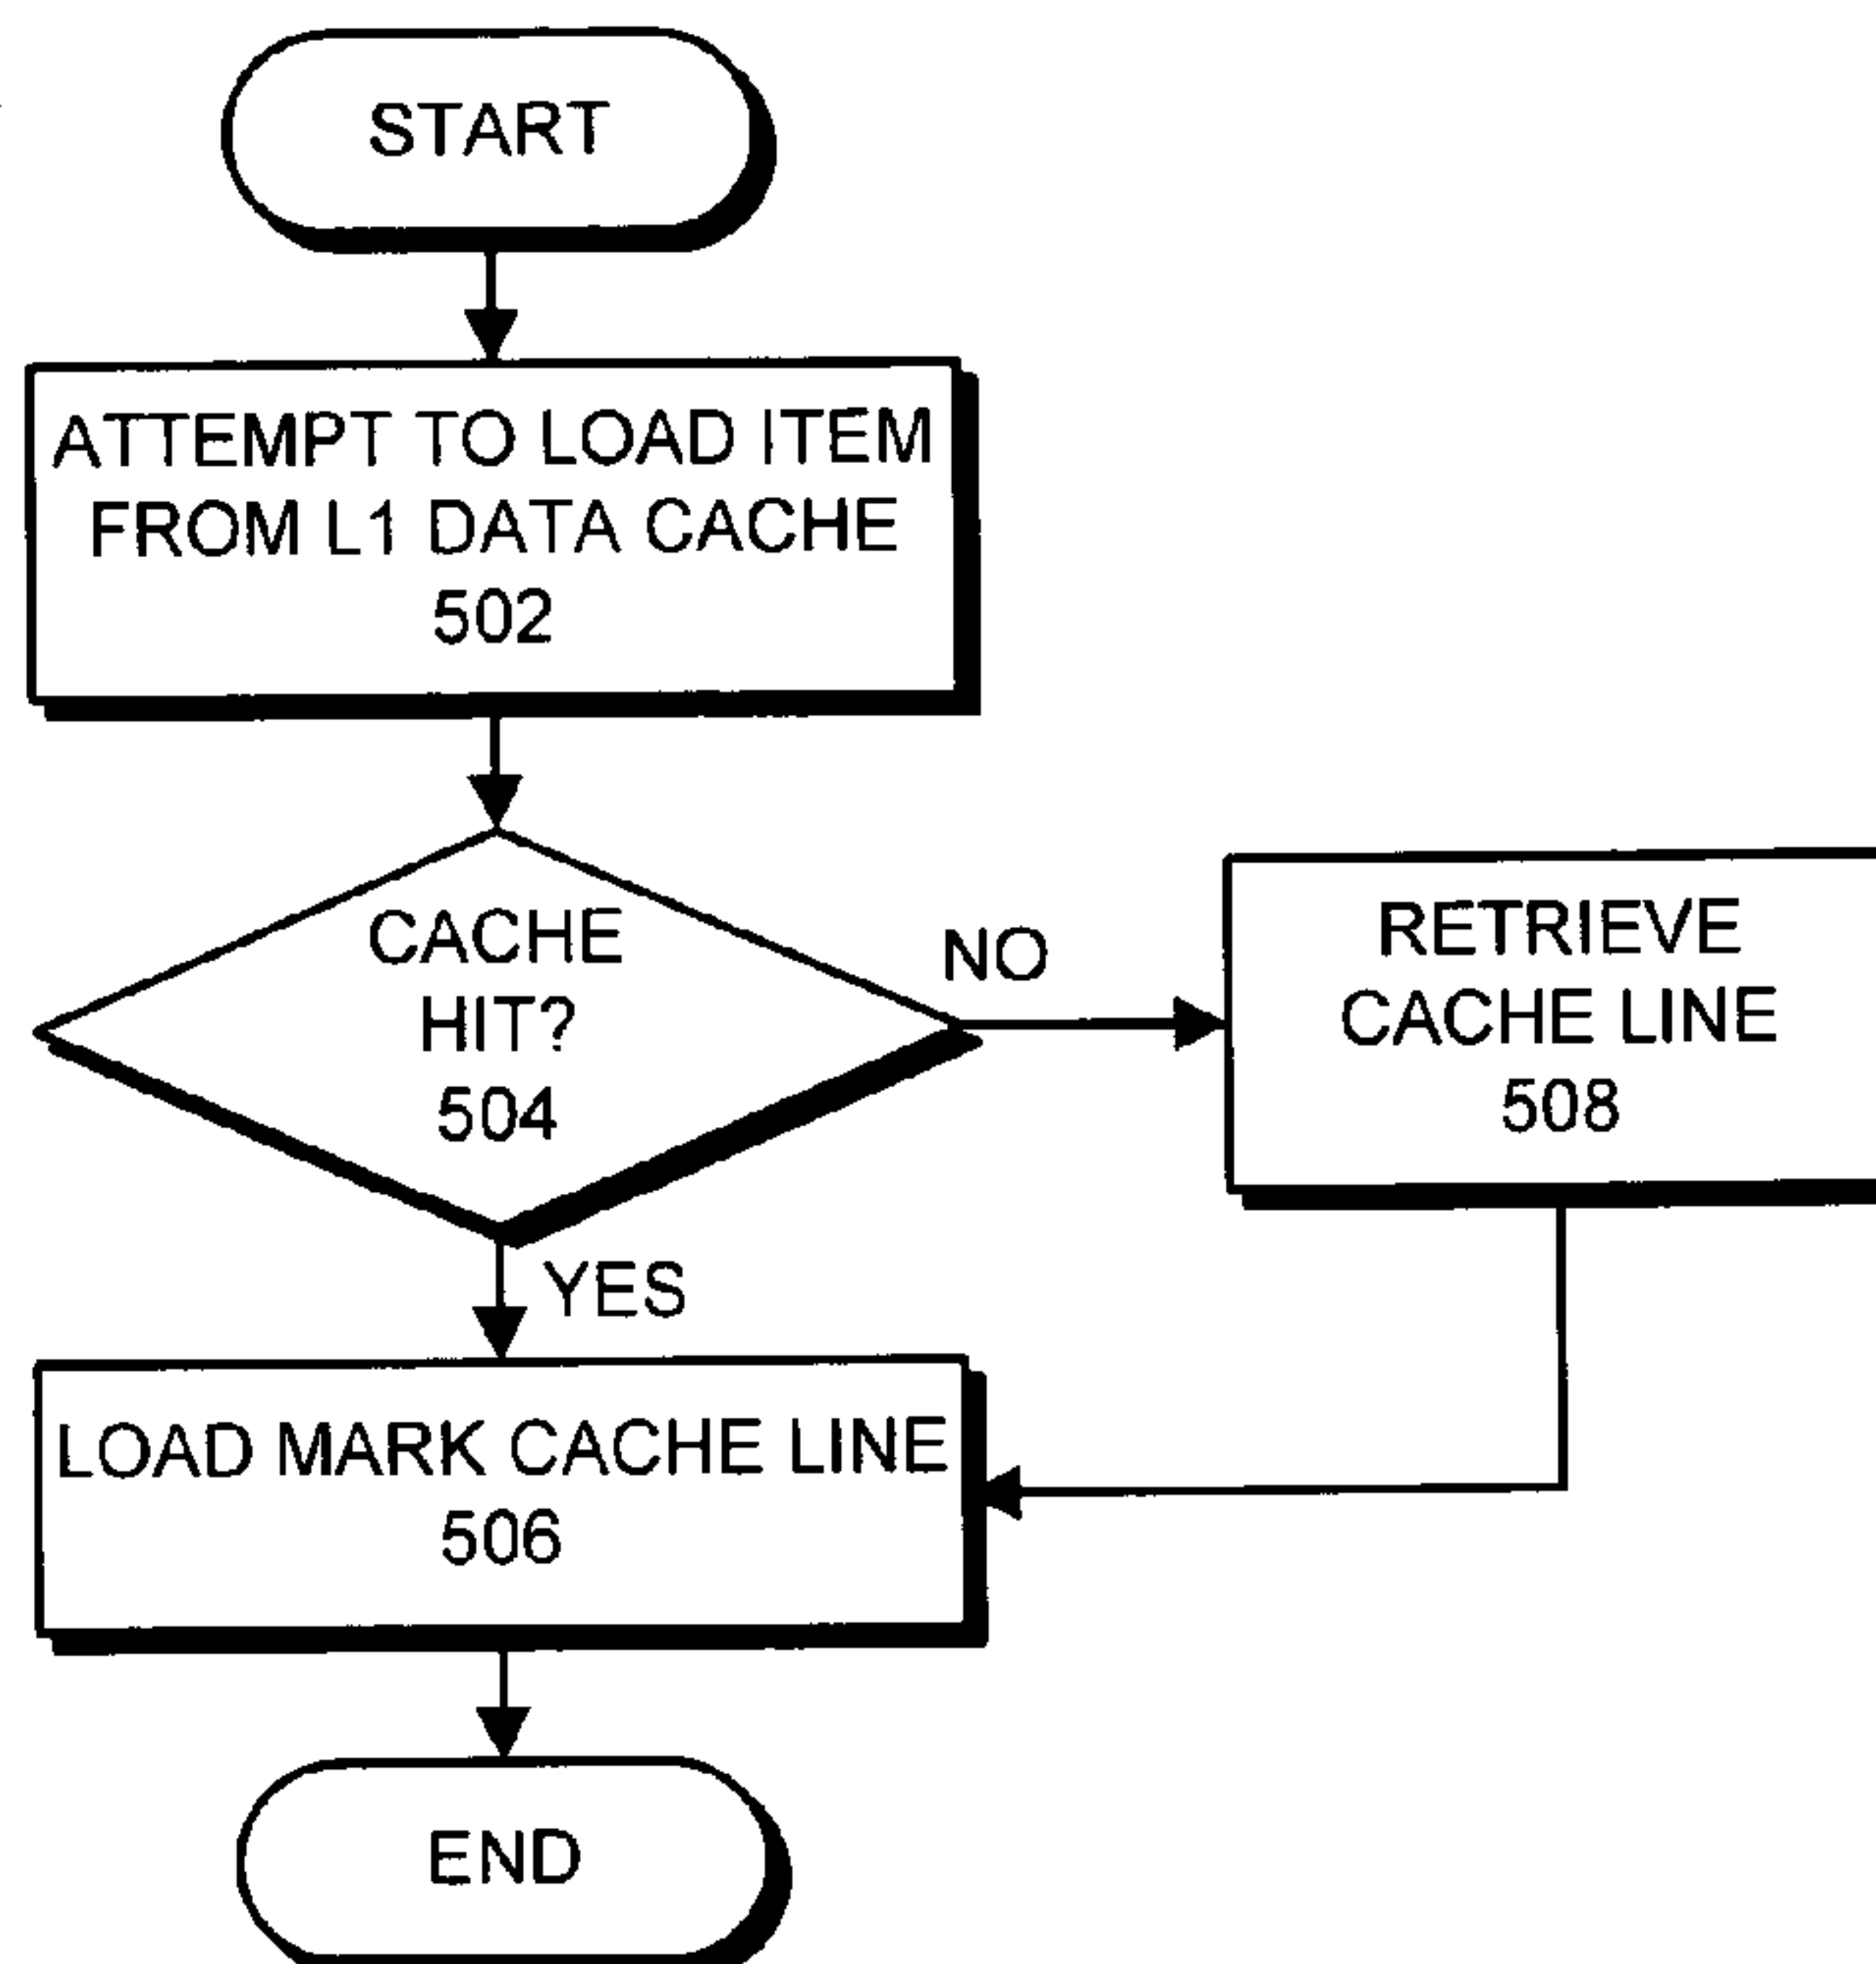 START
ATTEMPT TO LOAD ITEM
FROM L1 DATA CACHE
502
CACHE
HIT?
504
NO
RETRIEVE
CACHE LINE
508
YES
LOAD MARK CACHE LINE
506
END